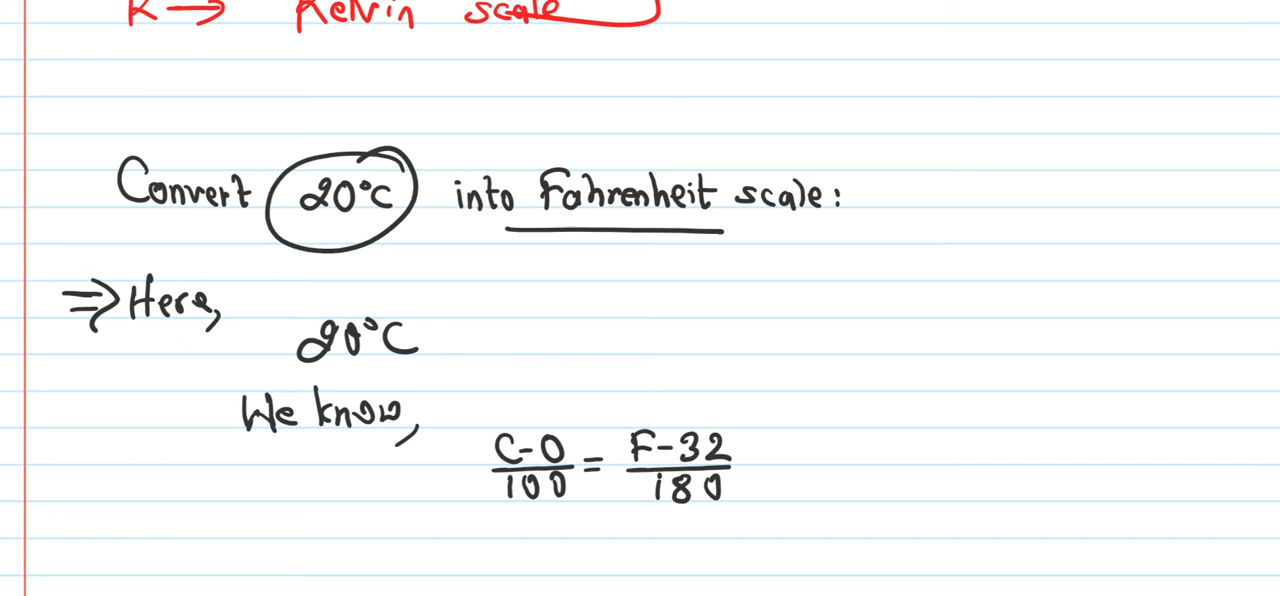 K → Kelvin scale
Convert 20°C into Fahrenheit scale:
⇒ Here,
20°C
We know,
C-0/100 = F-32/180